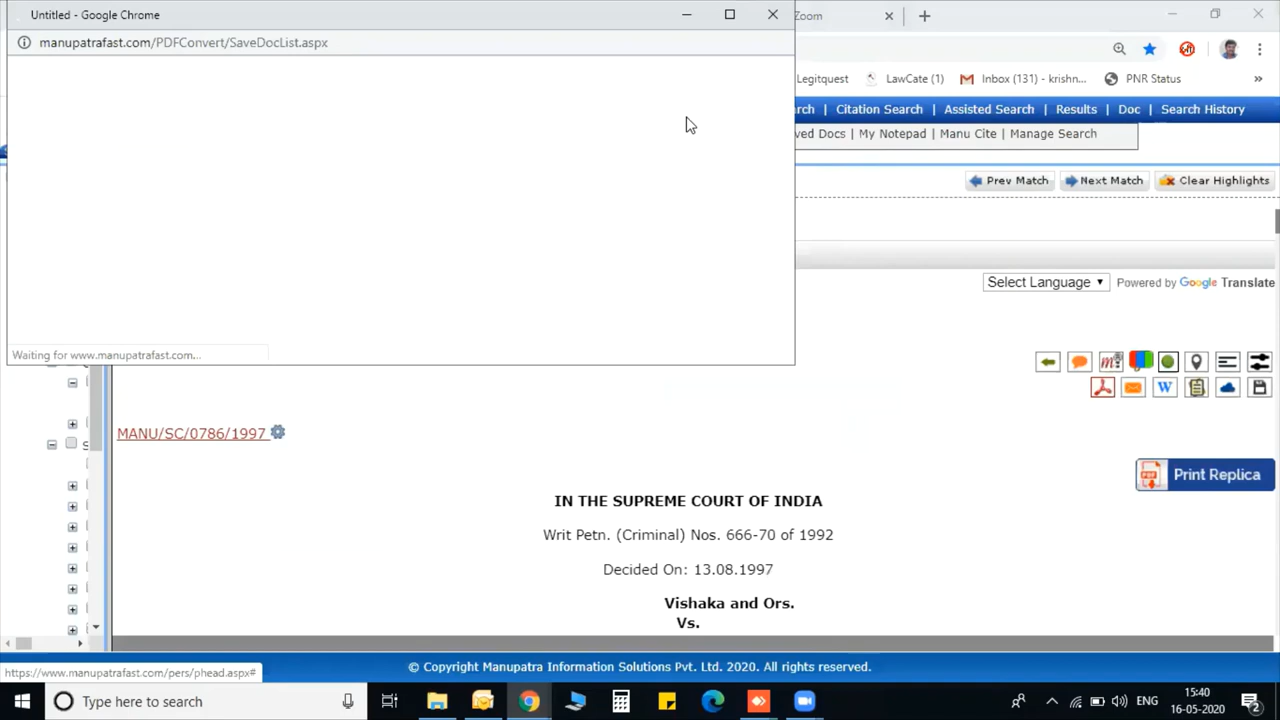 Untitled - Google Chrome
manupatrafast.com/PDFConvert/SaveDocList.aspx
Zoom
Legitquest
LawCate (1)
Inbox (131) - krishn...
PNR Status
»
rch | Citation Search | Assisted Search | Results | Doc | Search History
ved Docs | My Notepad | Manu Cite | Manage Search
Prev Match
Next Match
Clear Highlights
Select Language
Powered by Google Translate
Waiting for www.manupatrafast.com...
MANU/SC/0786/1997
Print Replica
IN THE SUPREME COURT OF INDIA
Writ Petn. (Criminal) Nos. 666-70 of 1992
Decided On: 13.08.1997
Vishaka and Ors.
Vs.
© Copyright Manupatra Information Solutions Pvt. Ltd. 2020. All rights reserved.
https://www.manupatrafast.com/pers/phead.aspx#
Type here to search
ENG
15:40
16-05-2020
2